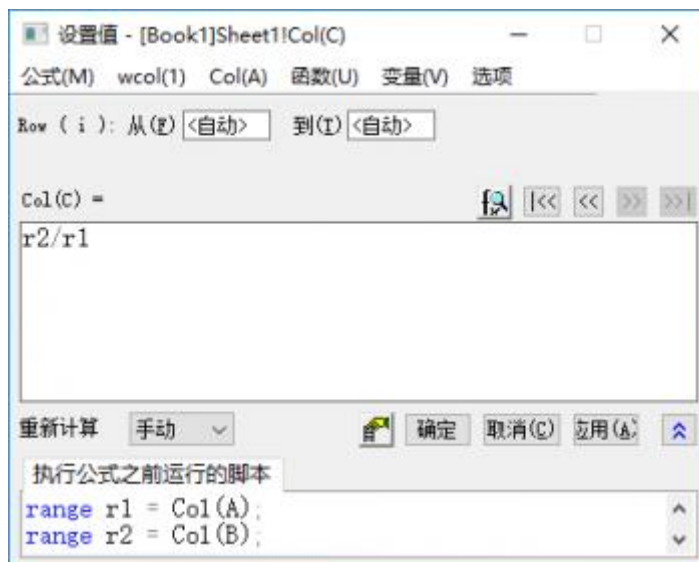 设置值 - [Book1]Sheet1!Col(C)
公式(M) wcol(1) Col(A) 函数(U) 变量(V) 选项
Row ( i ): 从(F) <自动> 到(T) <自动>
Col(C) = |<< << >> >>|
r2/r1
重新计算 手动 确定 取消(C) 应用(A)
执行公式之前运行的脚本
range r1 = Col(A);
range r2 = Col(B);